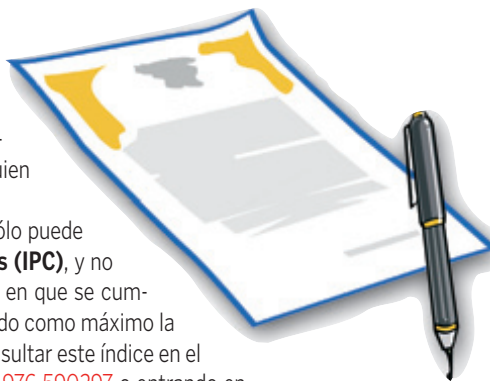 uien
ólo puede
s (IPC), y no
en que se cum-
do como máximo la
sultar este índice en el
976 590297 o entrando en